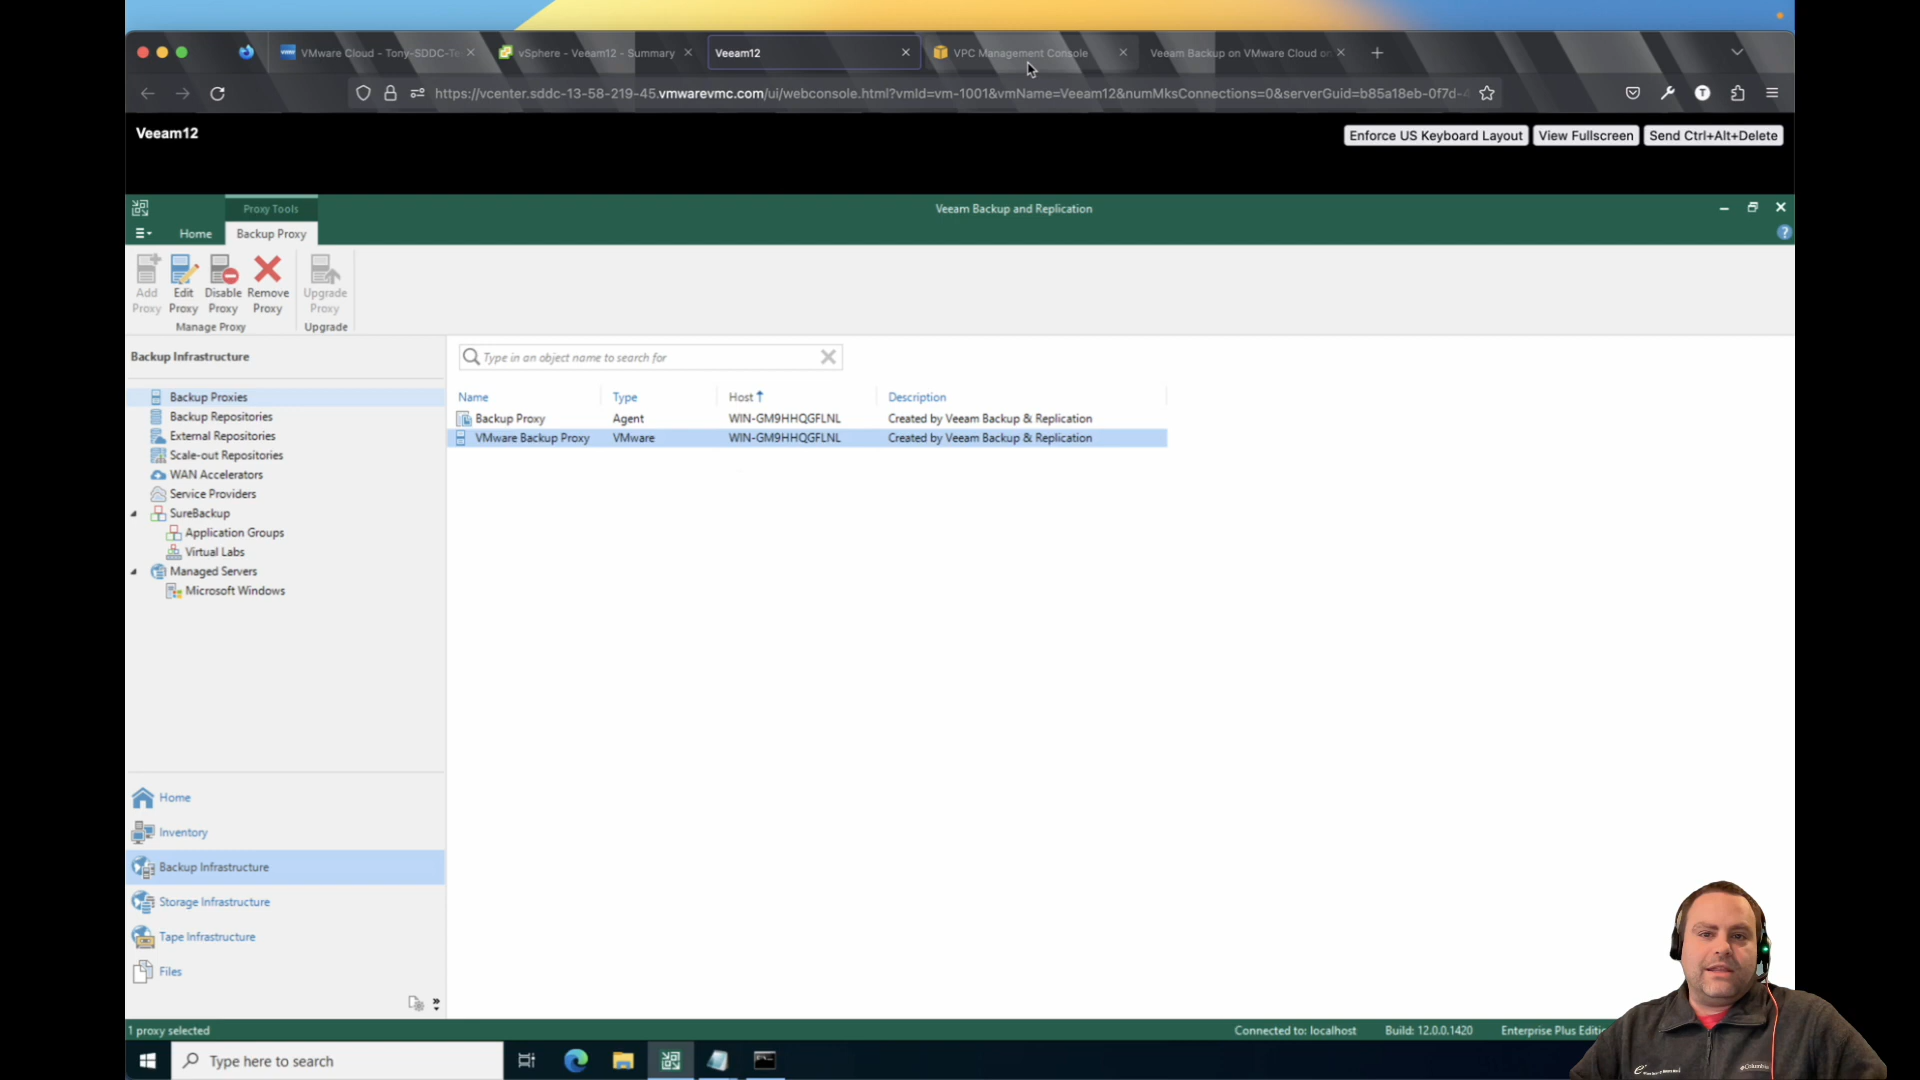 VMware Cloud - Tony-SDDC-Te
vSphere - Veeam12 - Summary
Veeam12
VPC Management Console
Veeam Backup on VMware Cloud on
https://vcenter.sddc-13-58-219-45.vmwarevmc.com/ui/webconsole.html?vmId=vm-1001&vmName=Veeam12&numMksConnections=0&serverGuid=b85a18eb-0f7d-4
T
Veeam12
Enforce US Keyboard Layout
View Fullscreen
Send Ctrl+Alt+Delete
Proxy Tools
Veeam Backup and Replication
Home
Backup Proxy
Add Proxy
Edit Proxy
Disable Proxy
Remove Proxy
Upgrade Proxy
Manage Proxy
Upgrade
Backup Infrastructure
Type in an object name to search for
Backup Proxies
Backup Repositories
External Repositories
Scale-out Repositories
WAN Accelerators
Service Providers
SureBackup
Application Groups
Virtual Labs
Managed Servers
Microsoft Windows
Name Type Host Description
Backup Proxy Agent WIN-GM9HHQGFLNL Created by Veeam Backup & Replication
VMware Backup Proxy VMware WIN-GM9HHQGFLNL Created by Veeam Backup & Replication
Home
Inventory
Backup Infrastructure
Storage Infrastructure
Tape Infrastructure
Files
1 proxy selected
Connected to: localhost
Build: 12.0.0.1420
Enterprise Plus Editi
Type here to search
Columbia